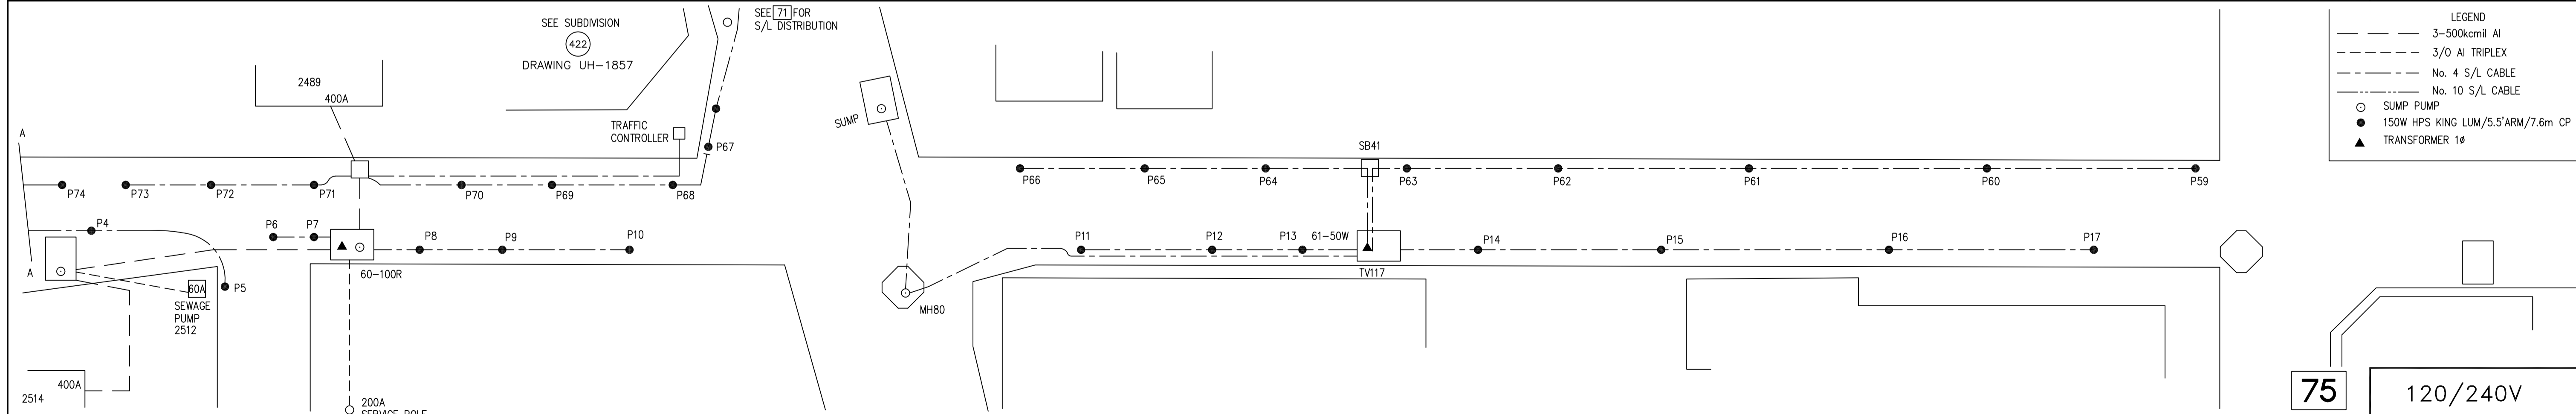 SEE 71 FOR
S/L DISTRIBUTION
SEE SUBDIVISION
422
DRAWING UH-1857
2489
400A
TRAFFIC
CONTROLLER
SUMP
A
P67
SB41
P66
P65
P64
P63
P62
P61
P60
P59
P74
P73
P72
P71
P70
P69
P68
P4
P6
P7
P8
P9
P10
P11
P12
P13
61-50W
P14
P15
P16
P17
A
60-100R
TV117
60A
P5
SEWAGE
PUMP
2512
MH80
400A
2514
200A
SERVICE POLE
LEGEND
3-500kcmil Al
3/0 Al TRIPLEX
No. 4 S/L CABLE
No. 10 S/L CABLE
SUMP PUMP
150W HPS KING LUM/5.5'ARM/7.6m CP
TRANSFORMER 1ø
75
120/240V